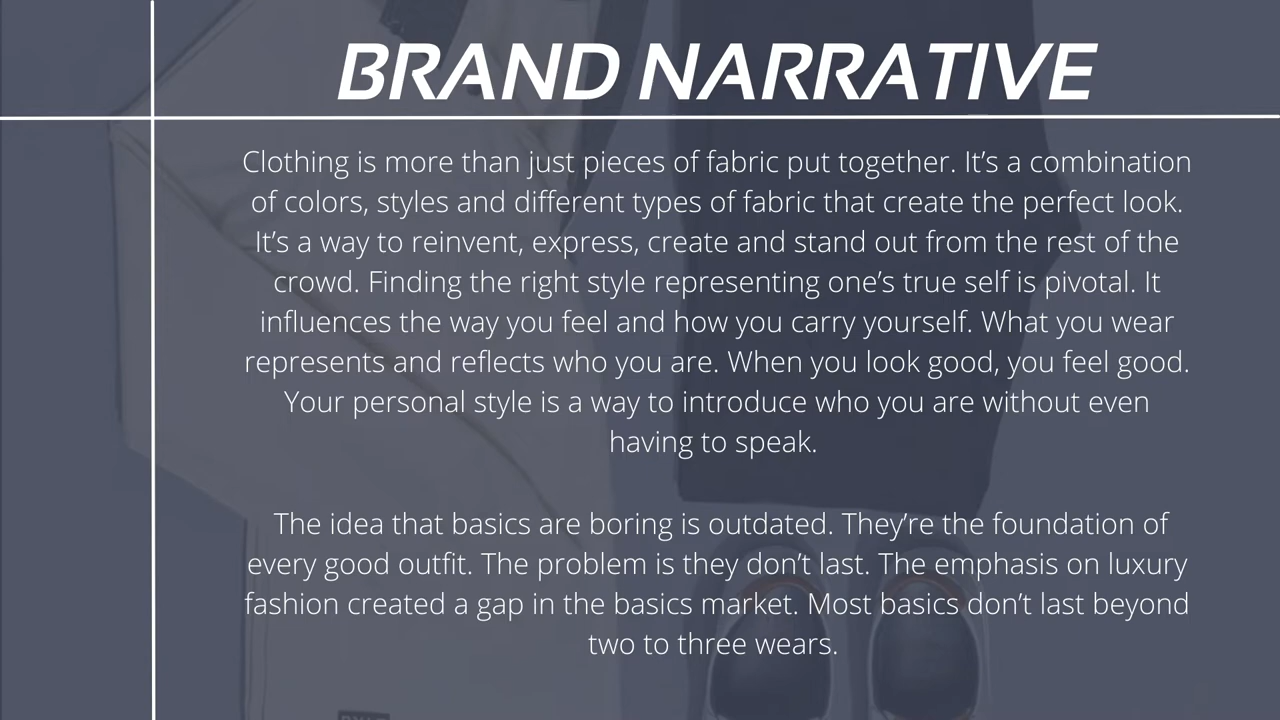 BRAND NARRATIVE
Clothing is more than just pieces of fabric put together. It’s a combination
of colors, styles and different types of fabric that create the perfect look.
It’s a way to reinvent, express, create and stand out from the rest of the
crowd. Finding the right style representing one’s true self is pivotal. It
influences the way you feel and how you carry yourself. What you wear
represents and reflects who you are. When you look good, you feel good.
Your personal style is a way to introduce who you are without even
having to speak.
The idea that basics are boring is outdated. They’re the foundation of
every good outfit. The problem is they don’t last. The emphasis on luxury
fashion created a gap in the basics market. Most basics don’t last beyond
two to three wears.